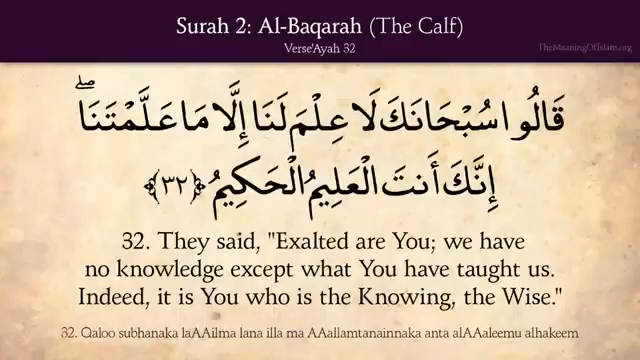 Surah 2: Al-Baqarah (The Calf)
Verse'Ayah 32
TheMeaningOfIslam.org
قَالُوا سُبْحَانَكَ لَا عِلْمَ لَنَا إِلَّا مَا عَلَّمْتَنَا ۖ
إِنَّكَ أَنتَ الْعَلِيمُ الْحَكِيمُ ﴿٣٢﴾
32. They said, "Exalted are You; we have
no knowledge except what You have taught us.
Indeed, it is You who is the Knowing, the Wise."
32. Qaloo subhanaka laAAilma lana illa ma AAallamtanainnaka anta alAAaleemu alhakeem